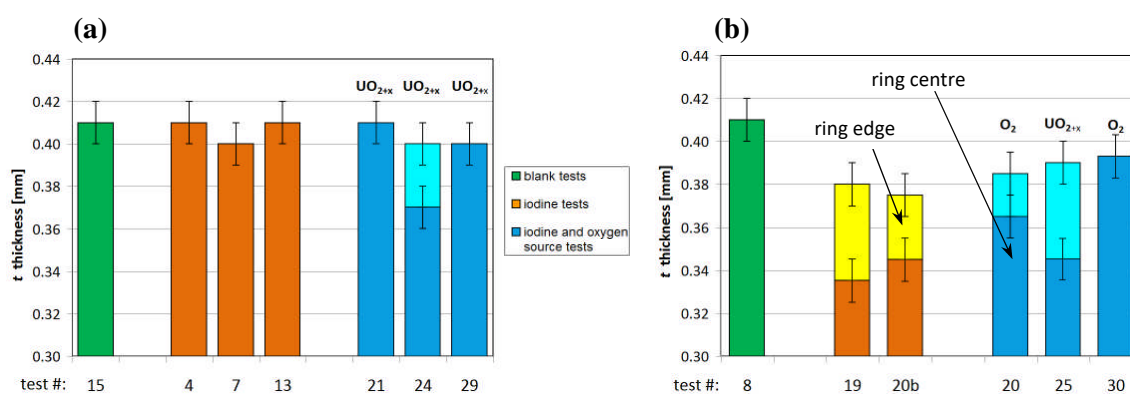 (a)
0.44
0.42
0.40
0.38
0.36
0.34
0.32
0.30
t thickness [mm]
UO2+x UO2+x UO2+x
test #: 15 4 7 13 21 24 29
blank tests
iodine tests
iodine and oxygen
source tests
(b)
0.44
0.42
0.40
0.38
0.36
0.34
0.32
0.30
t thickness [mm]
ring centre
ring edge
O2 UO2+x O2
8 19 20b 20 25 30
test #: